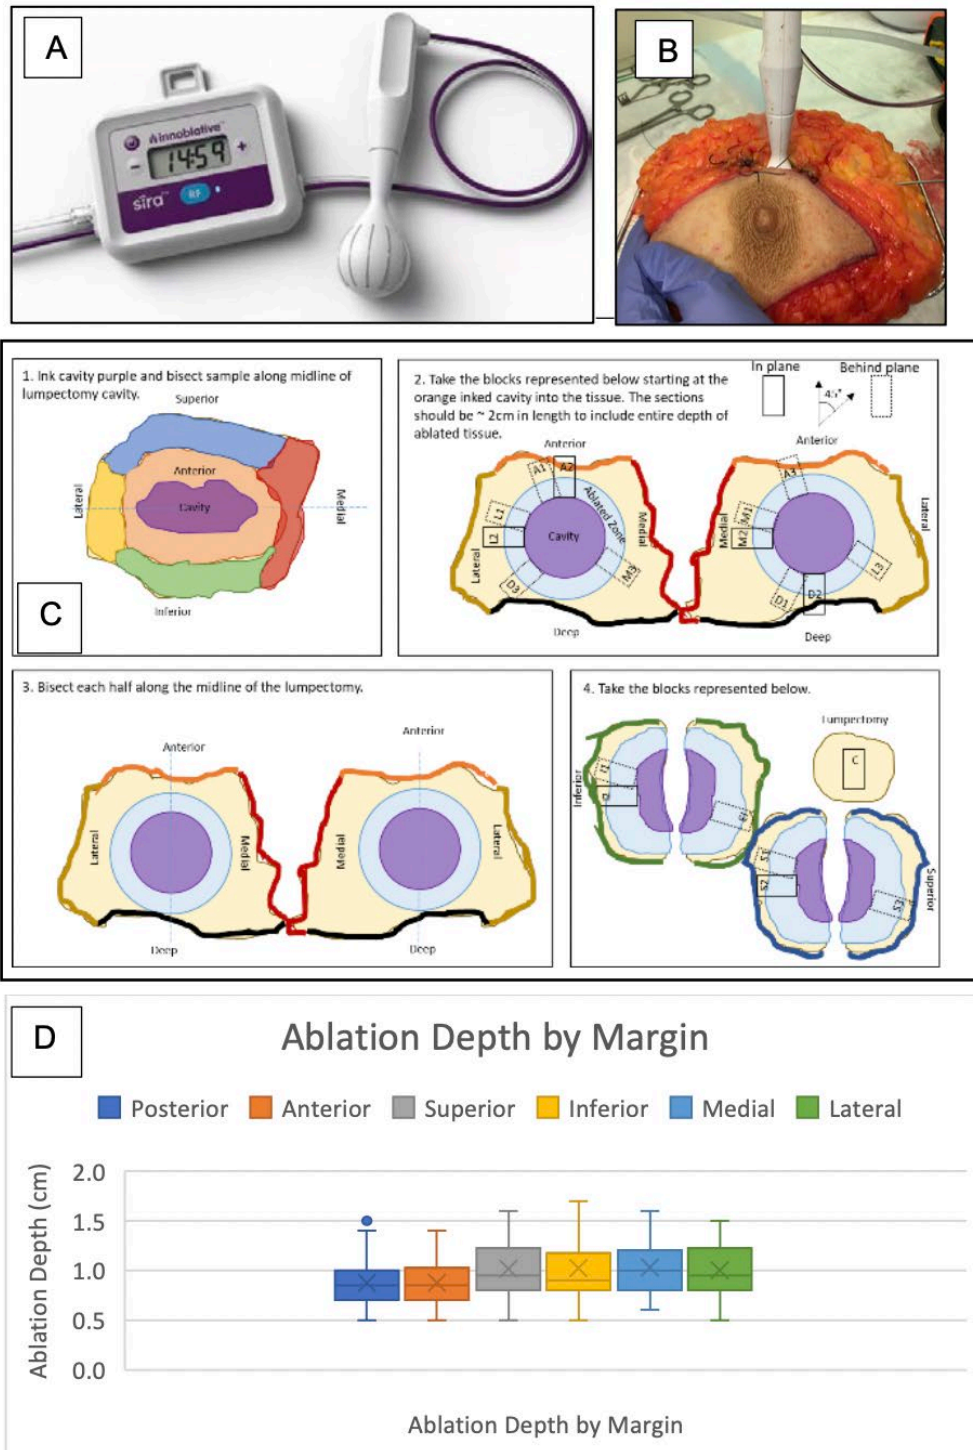 A
innoblative™
14:59
sira™
RF
B
C
1. Ink cavity purple and bisect sample along midline of
lumpectomy cavity.
Superior
Anterior
Lateral
Cavity
Medial
Inferior
2. Take the blocks represented below starting at the
orange inked cavity into the tissue. The sections
should be ~ 2cm in length to include entire depth of
ablated tissue.
In plane
Behind plane
45°
Anterior
Anterior
A1
A2
A3
L1
L2
Lateral
Cavity
Ablated Zone
Medial
M3
D3
Deep
Medial
M1
M2
Lateral
L3
D1
D2
Deep
3. Bisect each half along the midline of the lumpectomy.
Anterior
Anterior
Lateral
Medial
Medial
Lateral
Deep
Deep
4. Take the blocks represented below.
Lumpectomy
C
Inferior
Superior
S1
S2
S3
D
Ablation Depth by Margin
Posterior Anterior Superior Inferior Medial Lateral
Ablation Depth (cm)
2.0
1.5
1.0
0.5
0.0
Ablation Depth by Margin